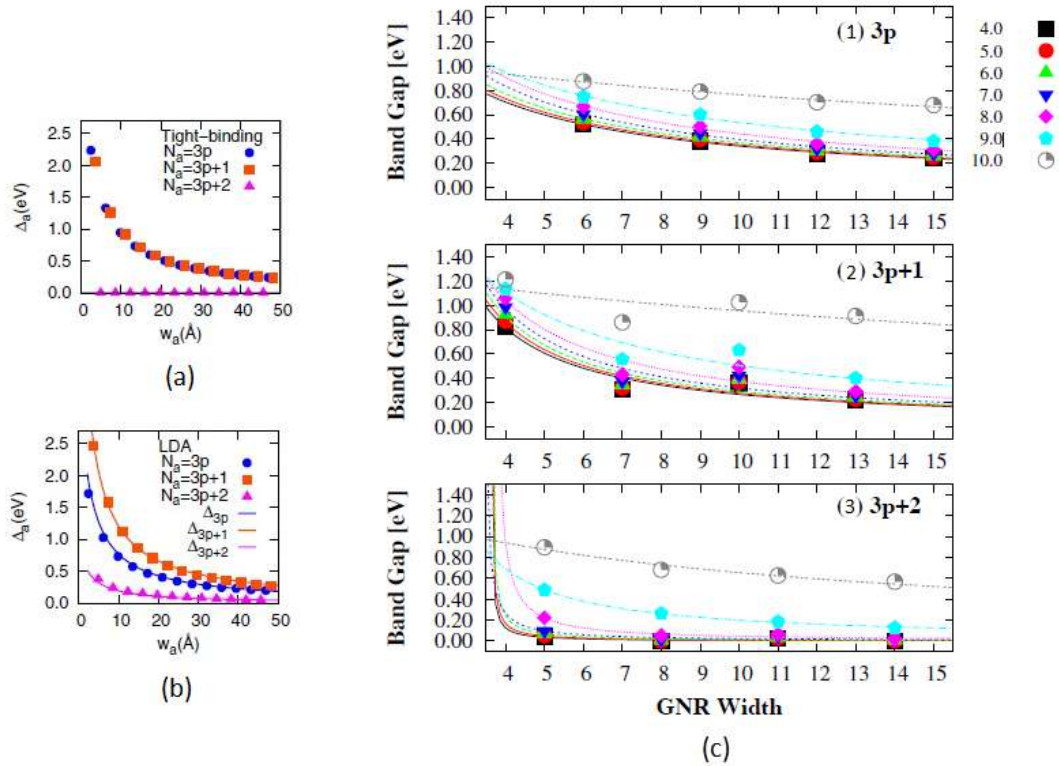 2.5
2.0
1.5
1.0
0.5
0.0
Δa(eV)
Tight-binding
Na=3p
Na=3p+1
Na=3p+2
0 10 20 30 40 50
wa(Å)
(a)
2.5
2.0
1.5
1.0
0.5
0.0
Δa(eV)
LDA
Na=3p
Na=3p+1
Na=3p+2
Δ3p
Δ3p+1
Δ3p+2
0 10 20 30 40 50
wa(Å)
(b)
Band Gap [eV]
1.40
1.20
1.00
0.80
0.60
0.40
0.20
0.00
(1) 3p
4 5 6 7 8 9 10 11 12 13 14 15
Band Gap [eV]
1.40
1.20
1.00
0.80
0.60
0.40
0.20
0.00
(2) 3p+1
4 5 6 7 8 9 10 11 12 13 14 15
Band Gap [eV]
1.40
1.20
1.00
0.80
0.60
0.40
0.20
0.00
(3) 3p+2
4 5 6 7 8 9 10 11 12 13 14 15
GNR Width
(c)
4.0
5.0
6.0
7.0
8.0
9.0
10.0